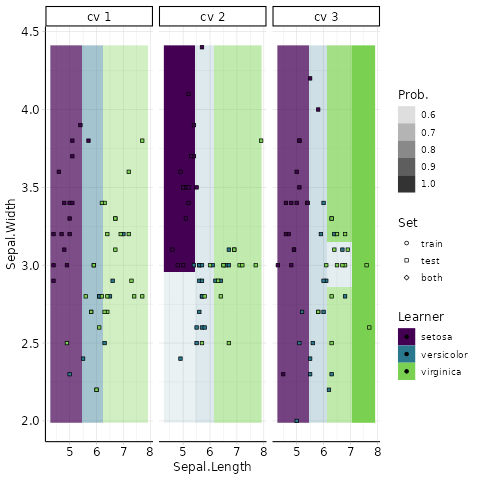 cv 1 cv 2 cv 3
4.5
4.0
3.5
3.0
2.5
2.0
Sepal.Width
5 6 7 8 5 6 7 8 5 6 7 8
Sepal.Length
Prob.
0.6
0.7
0.8
0.9
1.0
Set
train
test
both
Learner
setosa
versicolor
virginica